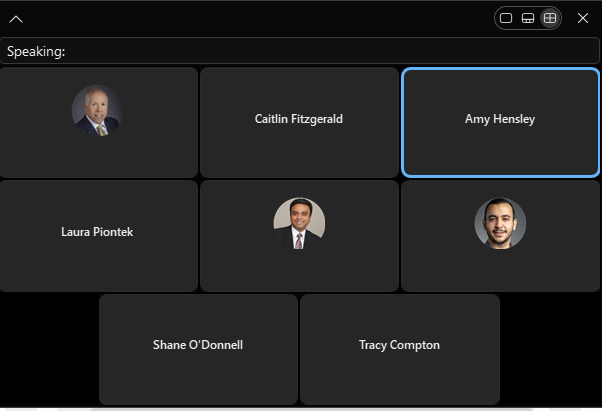 Speaking:
Caitlin Fitzgerald
Amy Hensley
Laura Piontek
Shane O'Donnell
Tracy Compton